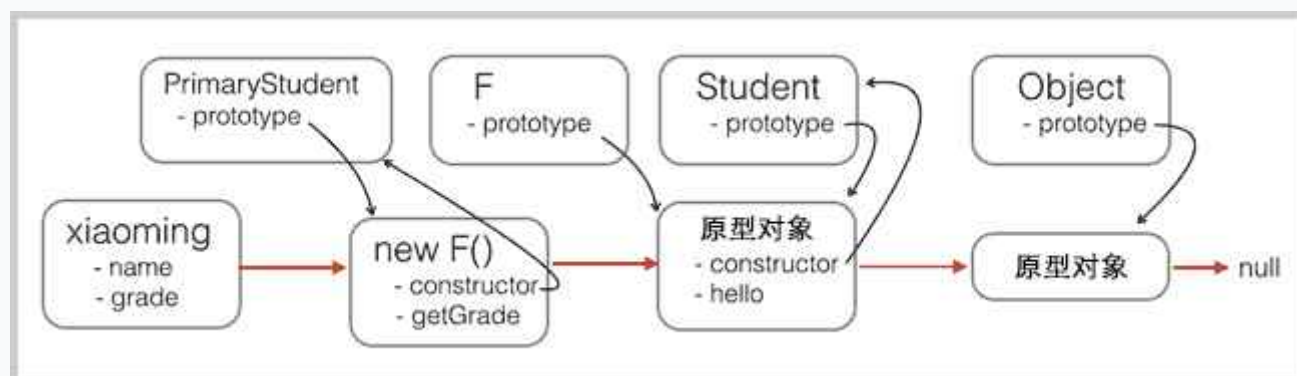 PrimaryStudent
- prototype
F
- prototype
Student
- prototype
Object
- prototype
xiaoming
- name
- grade
new F()
- constructor
- getGrade
原型对象
- constructor
- hello
原型对象
null